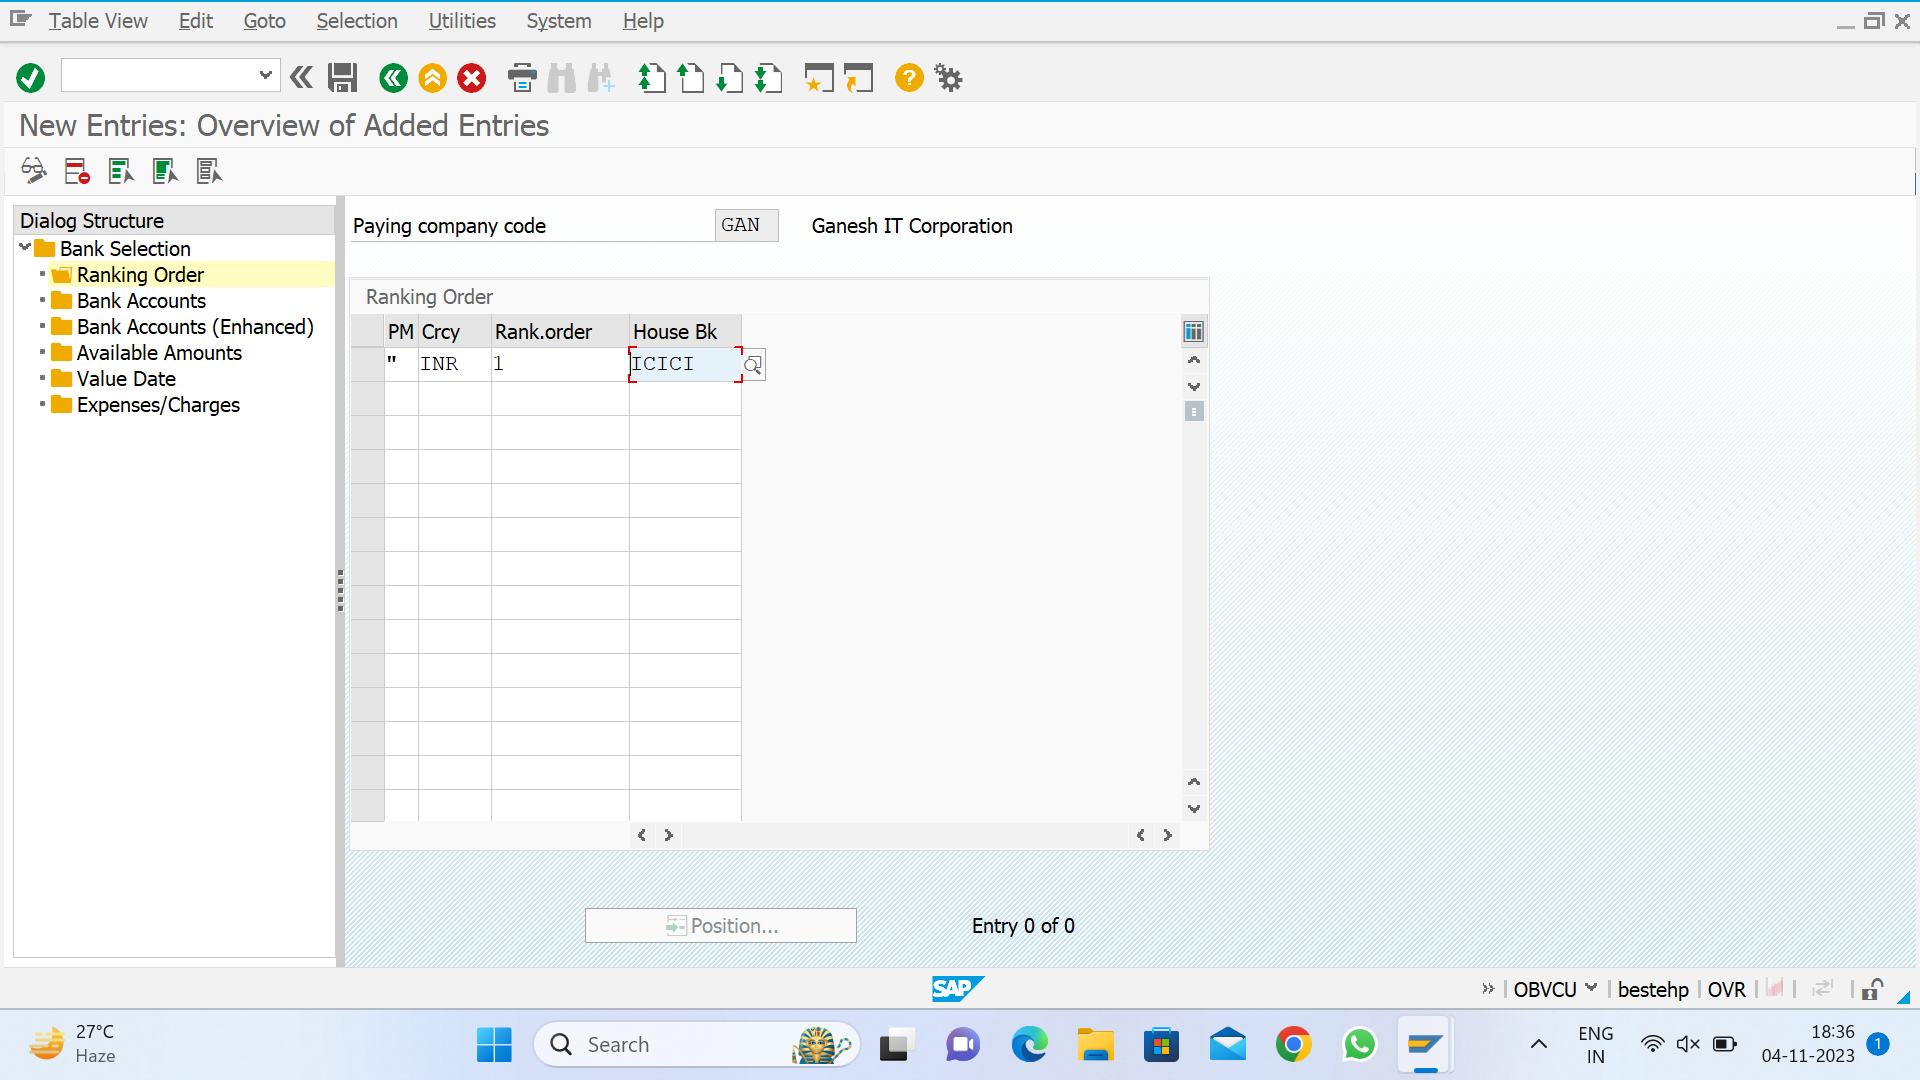 Table View Edit Goto Selection Utilities System Help
New Entries: Overview of Added Entries
Dialog Structure
Bank Selection
Ranking Order
Bank Accounts
Bank Accounts (Enhanced)
Available Amounts
Value Date
Expenses/Charges
Paying company code GAN Ganesh IT Corporation
Ranking Order
PM Crcy Rank.order House Bk
" INR 1 ICICI
Position... Entry 0 of 0
SAP OBVCU bestehp OVR
27°C
Haze
Search
ENG
IN
18:36
04-11-2023
1